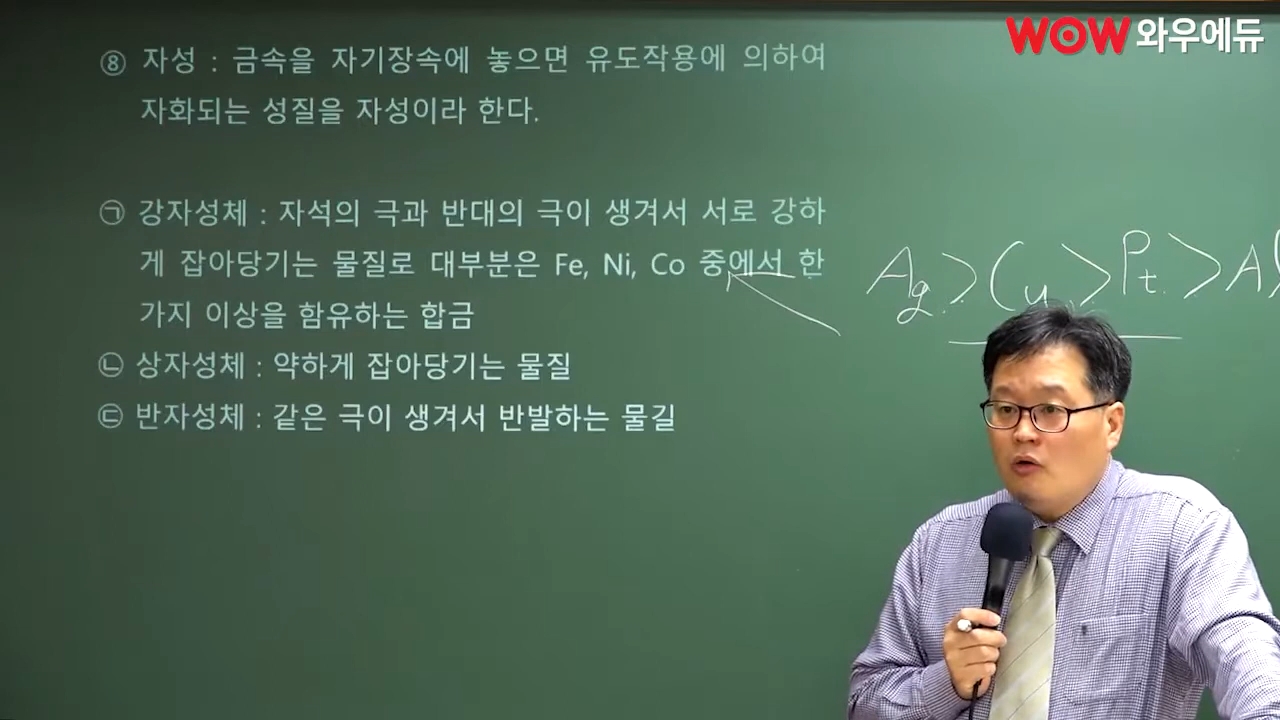 WOW 와우에듀
⑧ 자성 : 금속을 자기장속에 놓으면 유도작용에 의하여
자화되는 성질을 자성이라 한다.
㉠ 강자성체 : 자석의 극과 반대의 극이 생겨서 서로 강하
게 잡아당기는 물질로 대부분은 Fe, Ni, Co 중에서 한
가지 이상을 함유하는 합금
㉡ 상자성체 : 약하게 잡아당기는 물질
㉢ 반자성체 : 같은 극이 생겨서 반발하는 물길
Ag > Cu > Pt > Al